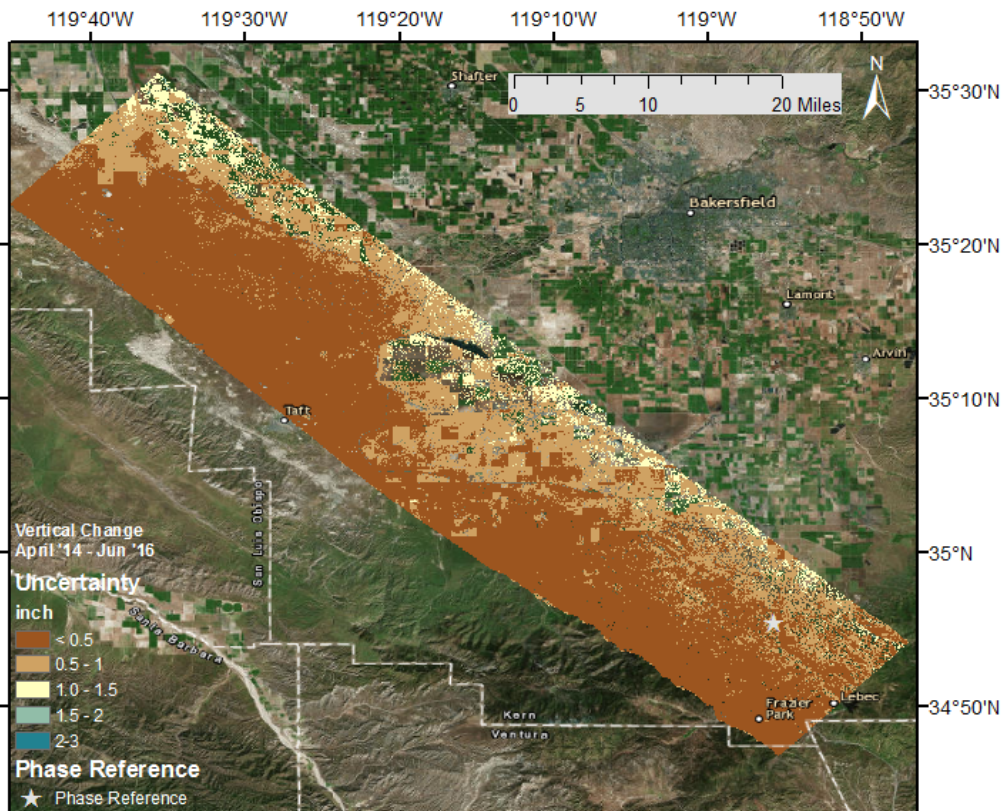 119°40'W 119°30'W 119°20'W 119°10'W 119°W 118°50'W
N
Shafter
0 5 10 20 Miles
35°30'N
Bakersfield
35°20'N
Lamont
Arvin
35°10'N
Taft
San Luis Obispo
Vertical Change
April '14 - Jun '16
35°N
Uncertainty
inch
< 0.5
0.5 - 1
1.0 - 1.5
1.5 - 2
2-3
Santa Barbara
Lebec
Frazier
Park
34°50'N
Kern
Ventura
Phase Reference
Phase Reference